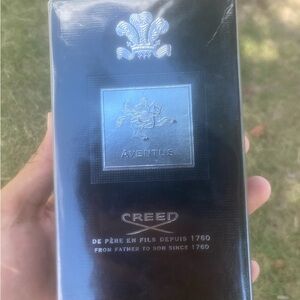 AVENTUS
CREED
DE PÈRE EN FILS DEPUIS 1760
FROM FATHER TO SON SINCE 1760